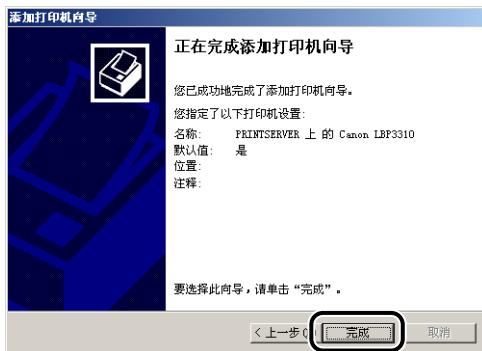 添加打印机向导
正在完成添加打印机向导
您已成功地完成了添加打印机向导。
您指定了以下打印机设置:
名称: PRINTSERVER 上 的 Canon LBP3310
默认值: 是
位置:
注释:
要选择此向导，请单击“完成”。
< 上一步 完成 取消